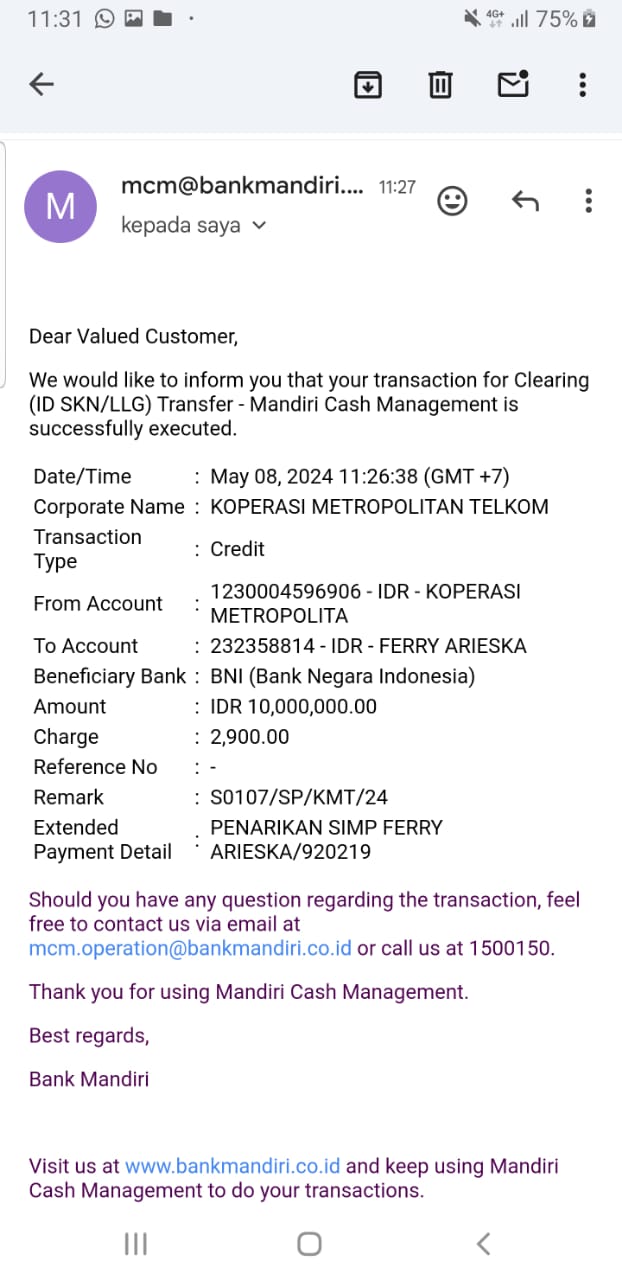 11:31
4G+ 75%
mcm@bankmandiri.... 11:27
M
kepada saya
Dear Valued Customer,
We would like to inform you that your transaction for Clearing
(ID SKN/LLG) Transfer - Mandiri Cash Management is
successfully executed.
Date/Time : May 08, 2024 11:26:38 (GMT +7)
Corporate Name : KOPERASI METROPOLITAN TELKOM
Transaction
Type : Credit
From Account : 1230004596906 - IDR - KOPERASI
METROPOLITA
To Account : 232358814 - IDR - FERRY ARIESKA
Beneficiary Bank : BNI (Bank Negara Indonesia)
Amount : IDR 10,000,000.00
Charge : 2,900.00
Reference No : -
Remark : S0107/SP/KMT/24
Extended
Payment Detail : PENARIKAN SIMP FERRY
ARIESKA/920219
Should you have any question regarding the transaction, feel
free to contact us via email at
mcm.operation@bankmandiri.co.id or call us at 1500150.
Thank you for using Mandiri Cash Management.
Best regards,
Bank Mandiri
Visit us at www.bankmandiri.co.id and keep using Mandiri
Cash Management to do your transactions.